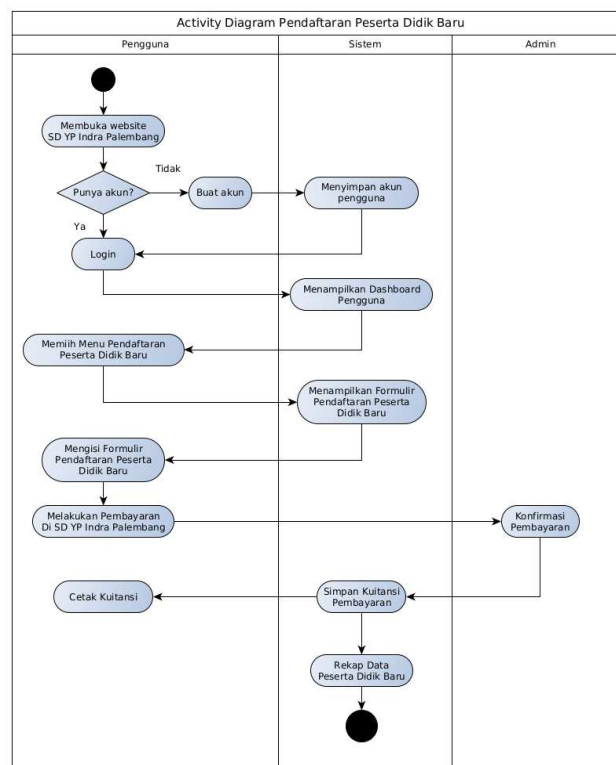 Activity Diagram Pendaftaran Peserta Didik Baru
Pengguna
Sistem
Admin
Membuka website
SD YP Indra Palembang
Punya akun?
Tidak
Buat akun
Menyimpan akun
pengguna
Ya
Login
Menampilkan Dashboard
Pengguna
Memiih Menu Pendaftaran
Peserta Didik Baru
Menampilkan Formulir
Pendaftaran Peserta
Didik Baru
Mengisi Formulir
Pendaftaran Peserta
Didik Baru
Melakukan Pembayaran
Di SD YP Indra Palembang
Konfirmasi
Pembayaran
Cetak Kuitansi
Simpan Kuitansi
Pembayaran
Rekap Data
Peserta Didik Baru